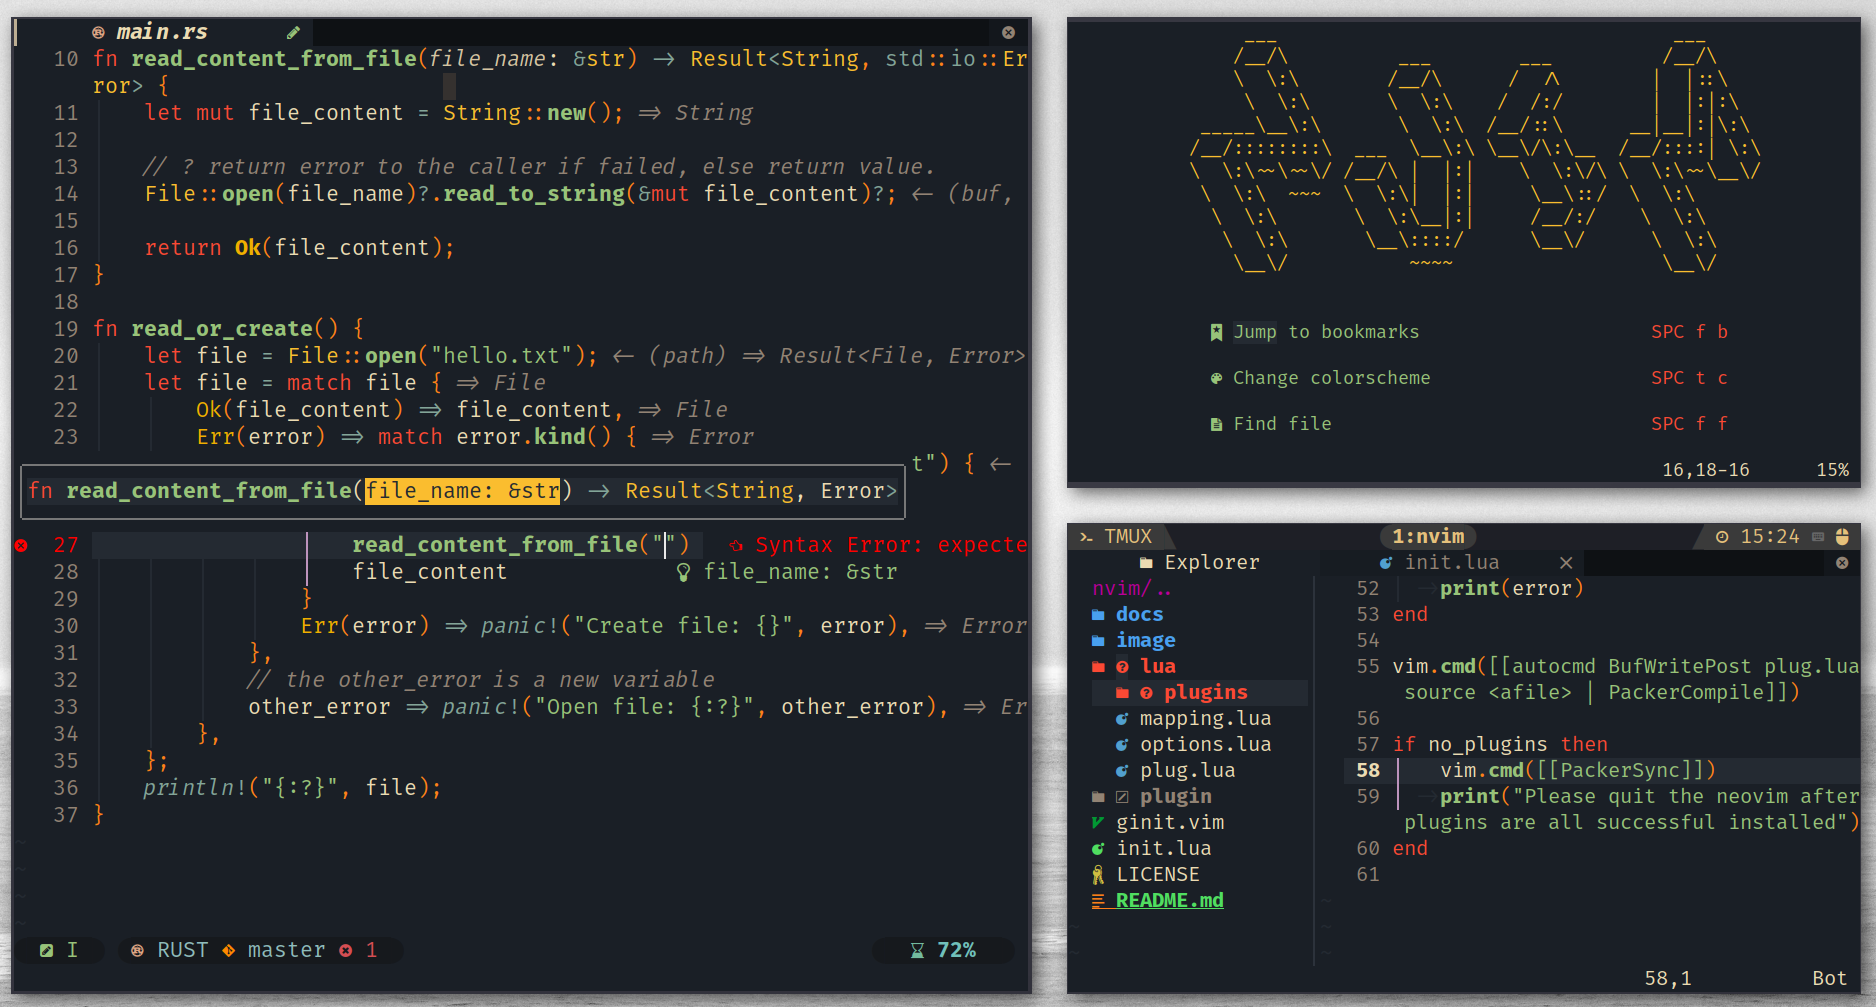 main.rs
10 fn read_content_from_file(file_name: &str) -> Result<String, std::io::Er
ror> {
11 let mut file_content = String::new(); => String
12
13 // ? return error to the caller if failed, else return value.
14 File::open(file_name)?.read_to_string(&mut file_content)?; <- (buf,
15
16 return Ok(file_content);
17 }
18
19 fn read_or_create() {
20 let file = File::open("hello.txt"); <- (path) => Result<File, Error>
21 let file = match file { => File
22 Ok(file_content) => file_content, => File
23 Err(error) => match error.kind() { => Error
t") { <-
fn read_content_from_file(file_name: &str) -> Result<String, Error>
27 read_content_from_file("") Syntax Error: expecte
28 file_content file_name: &str
29 }
30 Err(error) => panic!("Create file: {}", error), => Error
31 },
32 // the other_error is a new variable
33 other_error => panic!("Open file: {:?}", other_error), => Er
34 },
35 };
36 println!("{:?}", file);
37 }
I RUST master 1 72%
Jump to bookmarks SPC f b
Change colorscheme SPC t c
Find file SPC f f
16,18-16 15%
TMUX 1:nvim 15:24
Explorer init.lua
nvim/..
docs
image
lua
plugins
mapping.lua
options.lua
plug.lua
plugin
ginit.vim
init.lua
LICENSE
README.md
52 print(error)
53 end
54
55 vim.cmd([[autocmd BufWritePost plug.lua
source <afile> | PackerCompile]])
56
57 if no_plugins then
58 vim.cmd([[PackerSync]])
59 print("Please quit the neovim after
plugins are all successful installed")
60 end
61
58,1 Bot